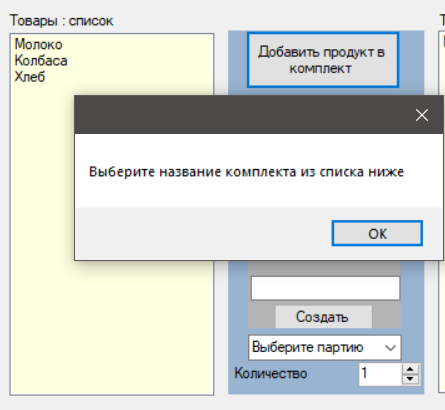 Товары : список
Молоко
Колбаса
Хлеб
Добавить продукт в
комплект
Выберите название комплекта из списка ниже
OK
Создать
Выберите партию
Количество 1